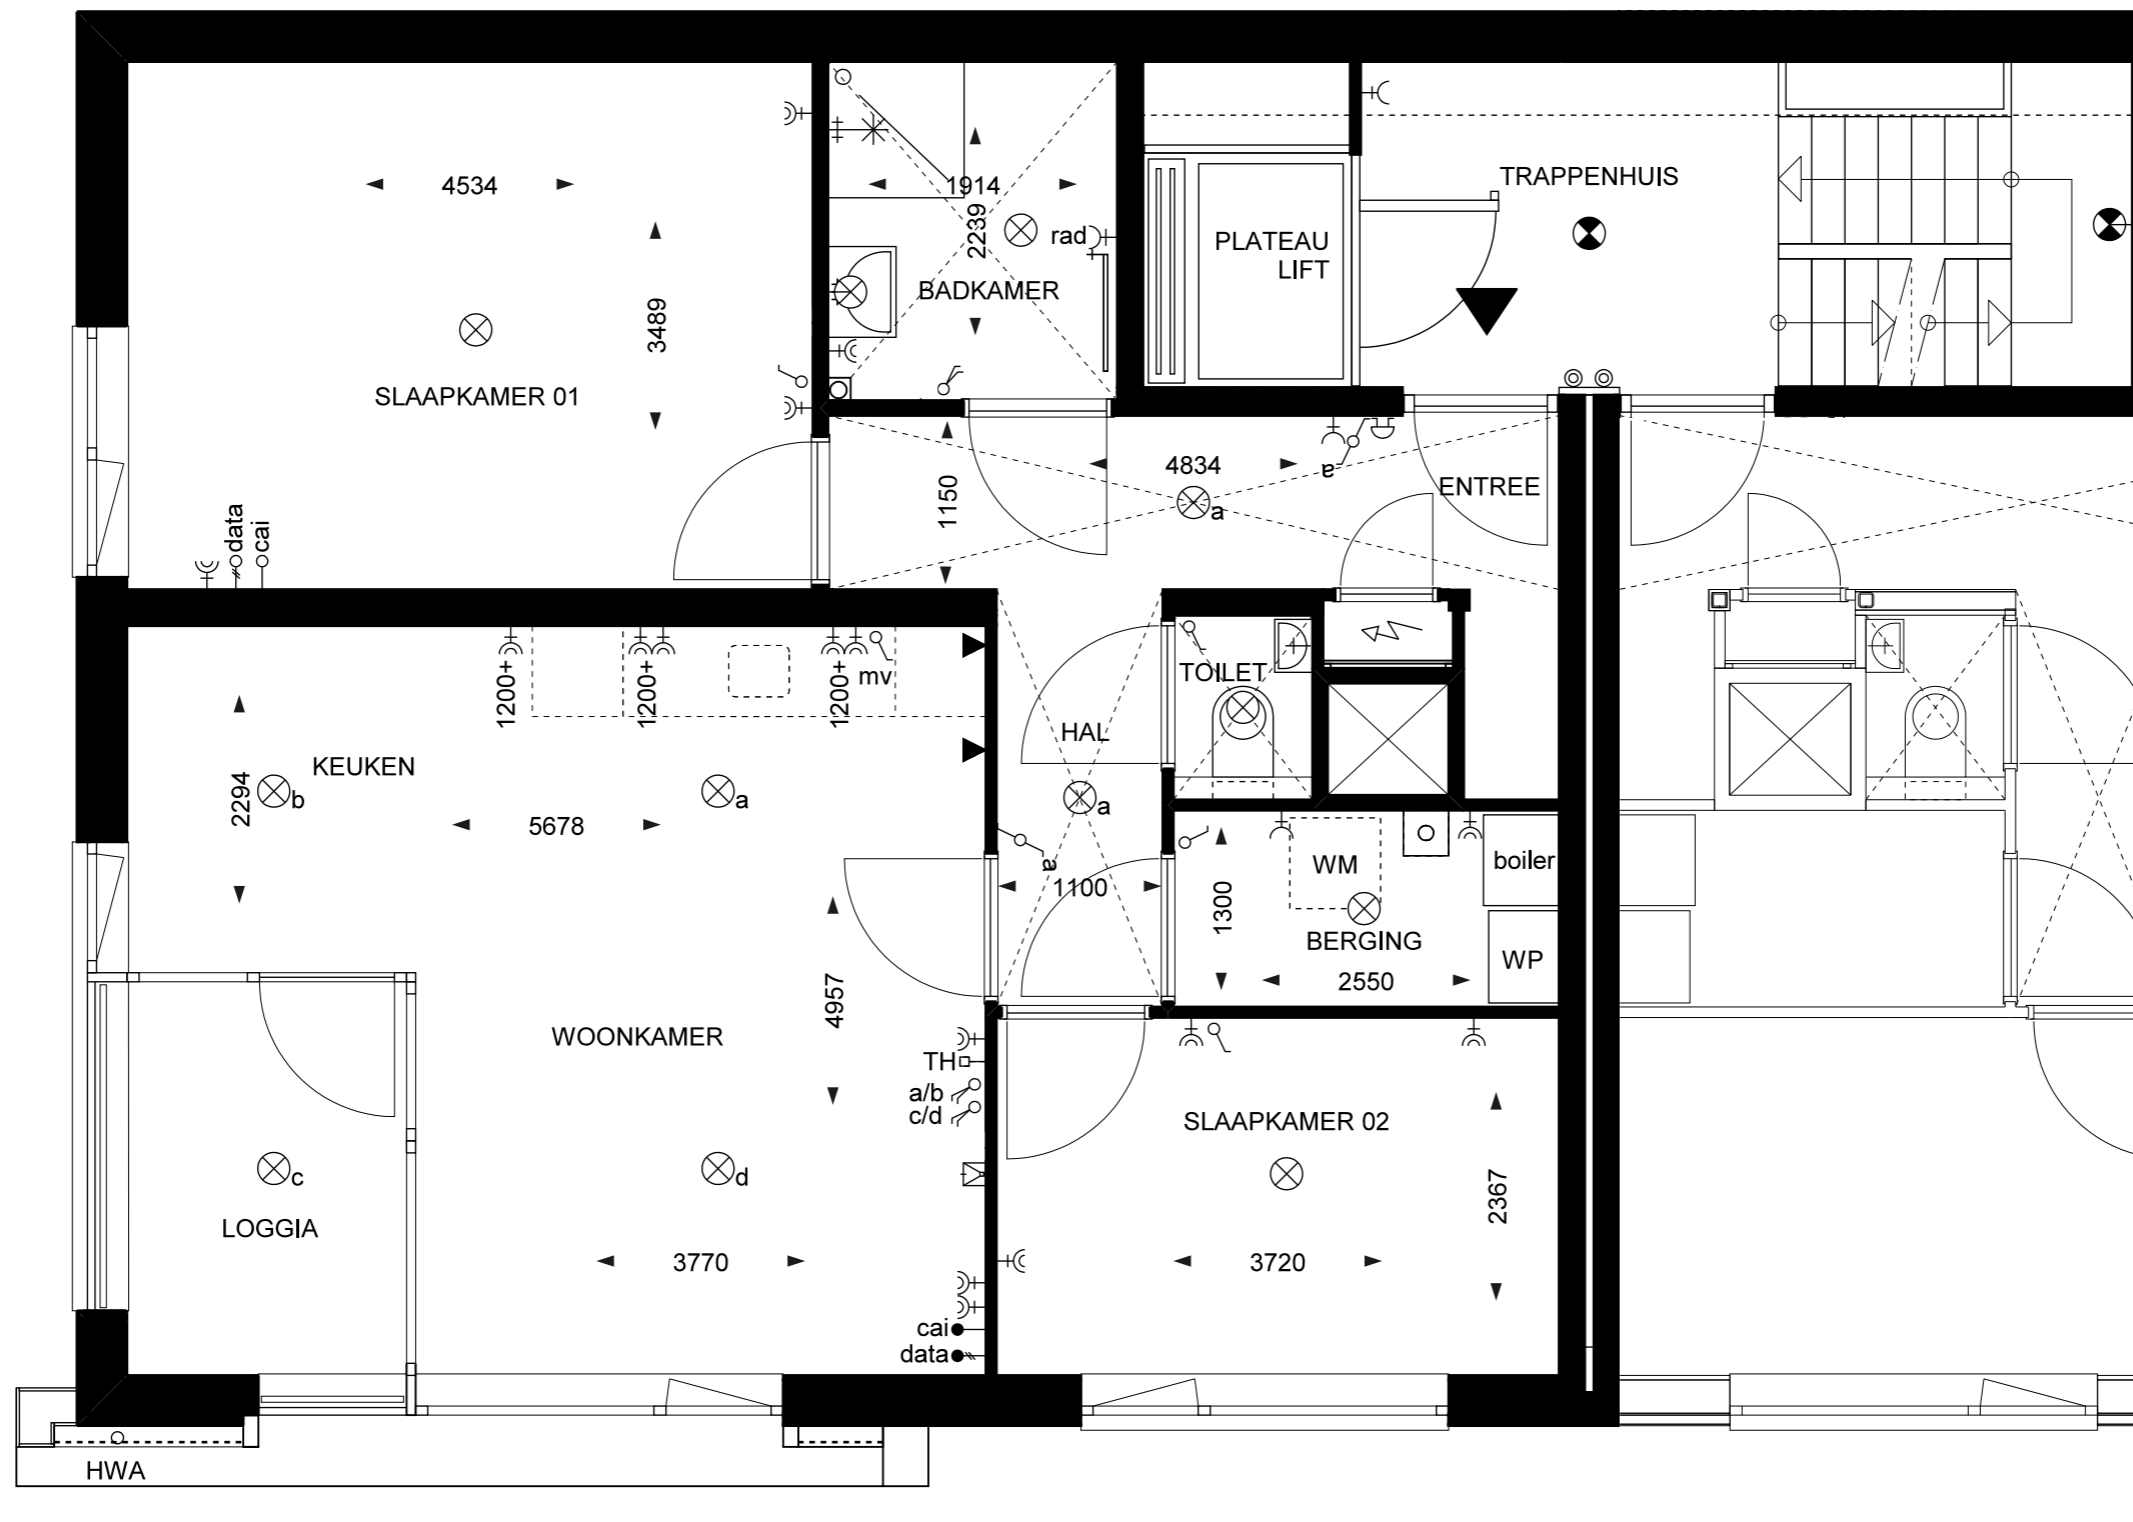 TRAPPENHUIS
4534
1914
2239
rad
PLATEAU
LIFT
BADKAMER
3489
SLAAPKAMER 01
4834
a
ENTREE
1150
a
data
cai
1200+
1200+
1200+
mv
TOILET
HAL
KEUKEN
2294
b
a
a
5678
a
1100
WM
boiler
1300
BERGING
WP
2550
4957
WOONKAMER
TH
a/b
c/d
SLAAPKAMER 02
c
d
2367
LOGGIA
3770
3720
cai
data
HWA